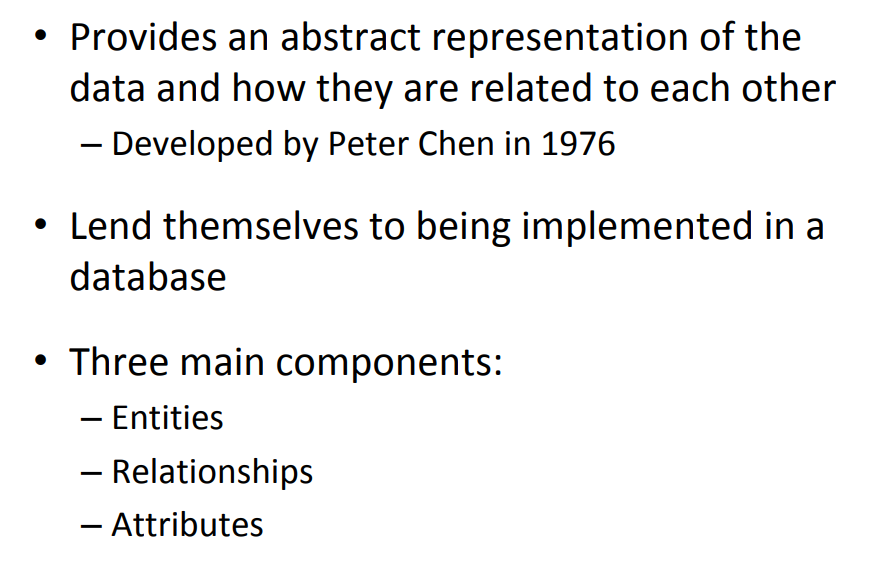 • Provides an abstract representation of the
data and how they are related to each other
– Developed by Peter Chen in 1976
• Lend themselves to being implemented in a
database
• Three main components:
– Entities
– Relationships
– Attributes